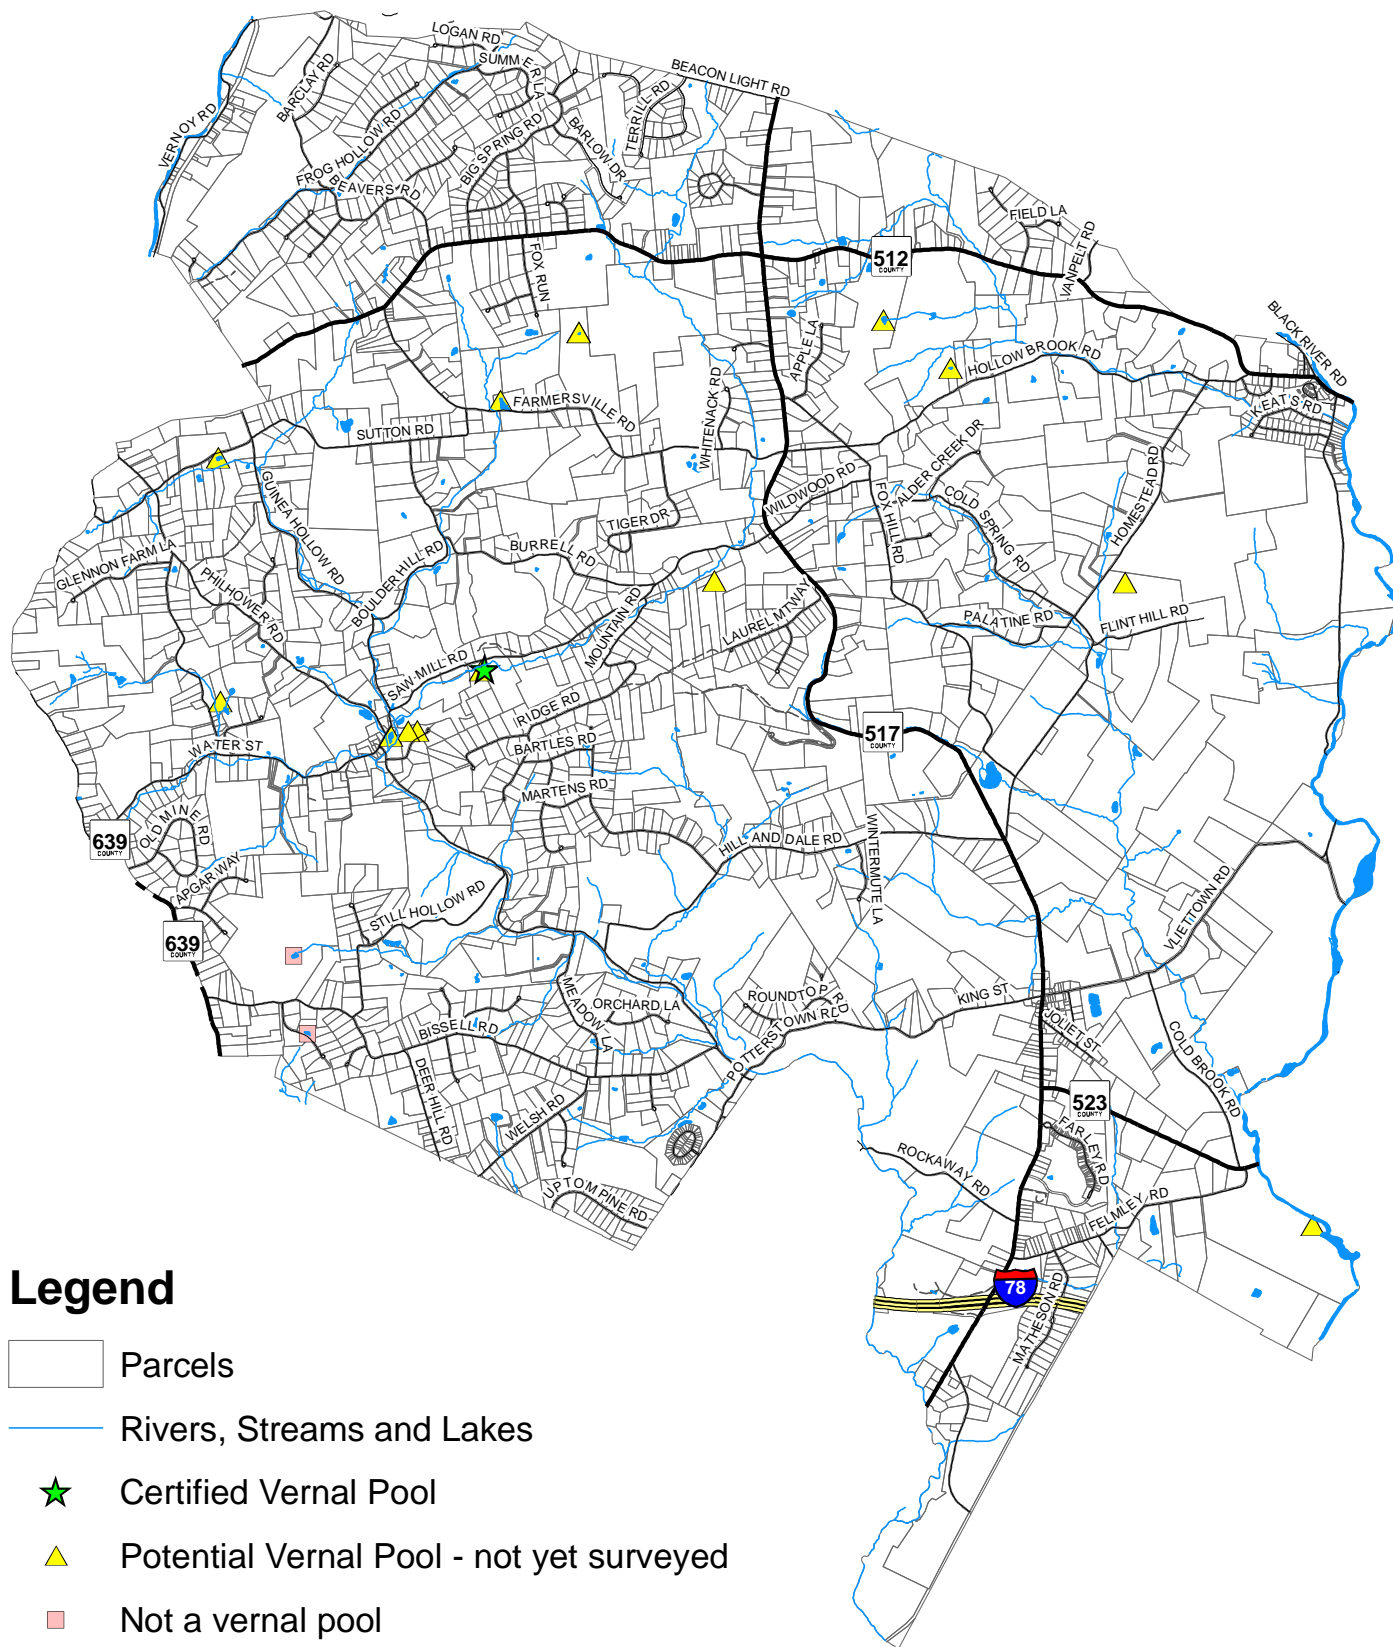 LOGAN RD
SUMMER LA
BEACON LIGHT RD
BARCLAY RD
TERRILL RD
VERNOY RD
FROG HOLLOW RD
BIG SPRING RD
BARLOW DR
BEAVERS RD
FIELD LA
VANPELT RD
512
COUNTY
FOX RUN
BLACK RIVER RD
APPLE LA
HOLLOW BROOK RD
WHITENACK RD
FARMERSVILLE RD
KEATS RD
SUTTON RD
ALDER CREEK DR
WILDWOOD RD
GUINEA HOLLOW RD
FOX HILL RD
COLD SPRING RD
HOMESTEAD RD
TIGER DR
BURRELL RD
GLENNON FARM LA
PHILHOWER RD
BOULDER HILL RD
MOUNTAIN RD
LAUREL MT WAY
PALATINE RD
FLINT HILL RD
SAW MILL RD
RIDGE RD
517
COUNTY
WATER ST
BARTLES RD
MARTENS RD
OLD MINE RD
639
COUNTY
HILL AND DALE RD
WINTERMUTE LA
APGAR WAY
STILL HOLLOW RD
VLIETTOWN RD
639
COUNTY
MEADOW LA
ORCHARD LA
ROUNDTOP RD
KING ST
POTTERSTOWN RD
JOLIET ST
BISSELL RD
COLD BROOK RD
DEER HILL RD
WELSH RD
523
COUNTY
FARLEY RD
ROCKAWAY RD
UPTOM PINE RD
FELMLEY RD
78
MATHESON RD
Legend
Parcels
Rivers, Streams and Lakes
Certified Vernal Pool
Potential Vernal Pool - not yet surveyed
Not a vernal pool